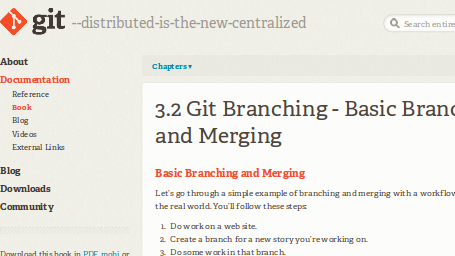 git --distributed-is-the-new-centralized
Search entire
About
Documentation
Reference
Book
Blog
Videos
External Links
Blog
Downloads
Community
Download this book in PDF, mobi or
Chapters ▾
3.2 Git Branching - Basic Branc
and Merging
Basic Branching and Merging
Let's go through a simple example of branching and merging with a workflow
the real world. You'll follow these steps:
1. Do work on a web site.
2. Create a branch for a new story you're working on.
3. Do some work in that branch.